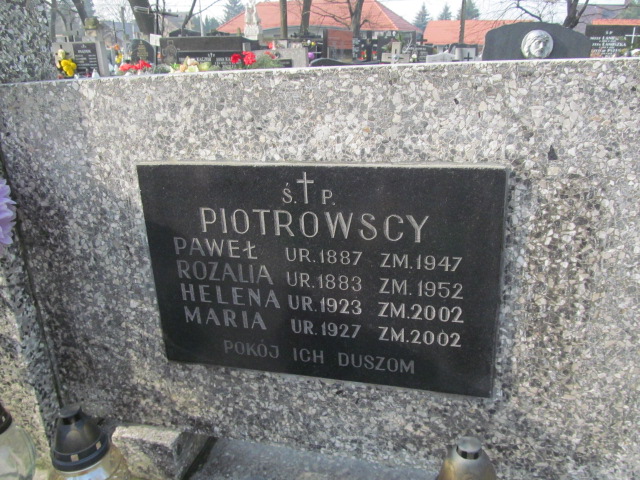 Ś. P.
PIOTROWSCY
PAWEŁ UR.1887 ZM.1947
ROZALIA UR.1883 ZM.1952
HELENA UR.1923 ZM.2002
MARIA UR.1927 ZM.2002
POKÓJ ICH DUSZOM